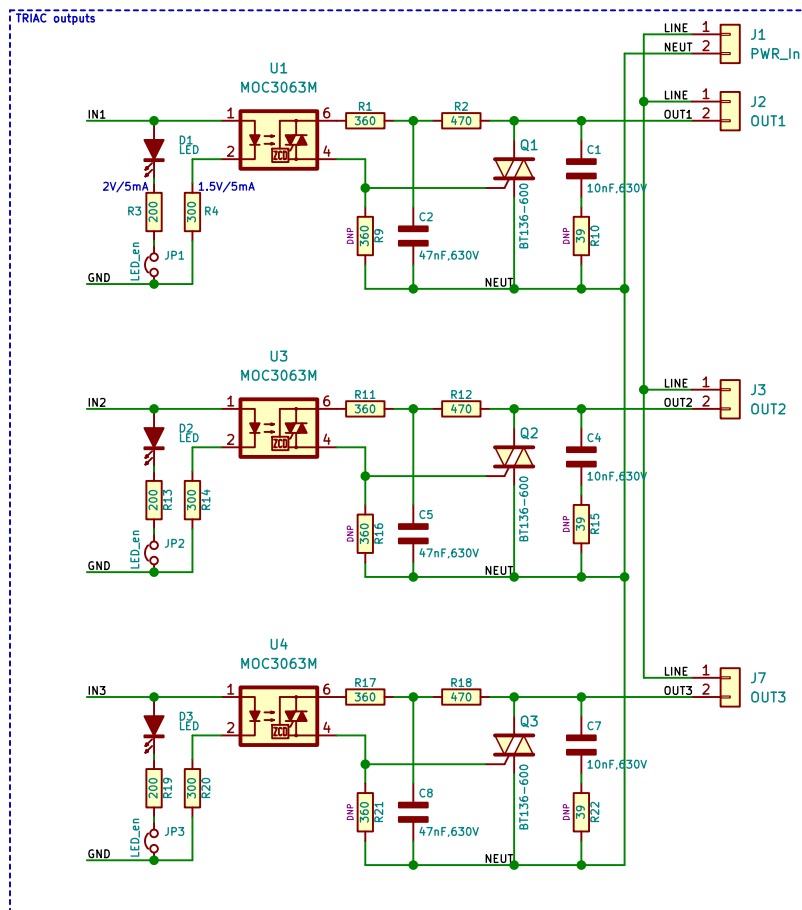 TRIAC outputs
LINE 1 J1
NEUT 2 PWR_In
U1
MOC3063M
LINE 1 J2
IN1 1 6 R1 R2 OUT1 2 OUT1
360 470
D1
LED
2 ZCD 4 Q1 C1
2V/5mA 1.5V/5mA 10nF,630V
R3 200 300 R4 BT136-600
DNP 360 R9 C2 DNP 39 R10
47nF,630V
LED_en JP1
GND NEUT
U3
MOC3063M
LINE 1 J3
IN2 1 6 R11 R12 OUT2 2 OUT2
360 470
D2
LED
2 ZCD 4 Q2 C4
10nF,630V
200 R13 300 R14 BT136-600
DNP 360 R16 C5 DNP 39 R15
47nF,630V
LED_en JP2
GND NEUT
U4
MOC3063M
LINE 1 J7
IN3 1 6 R17 R18 OUT3 2 OUT3
360 470
D3
LED
2 ZCD 4 Q3 C7
10nF,630V
200 R19 300 R20 BT136-600
DNP 360 R21 C8 DNP 39 R22
47nF,630V
LED_en JP3
GND NEUT